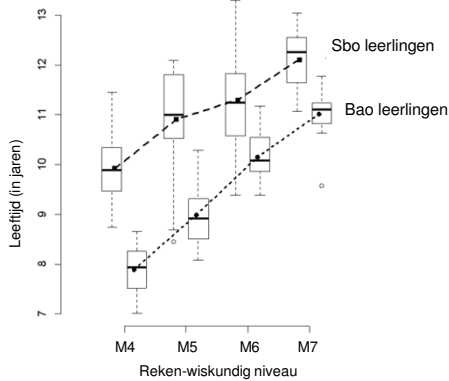 13
12
11
10
9
8
7
Leeftijd (in jaren)
Sbo leerlingen
Bao leerlingen
M4 M5 M6 M7
Reken-wiskundig niveau